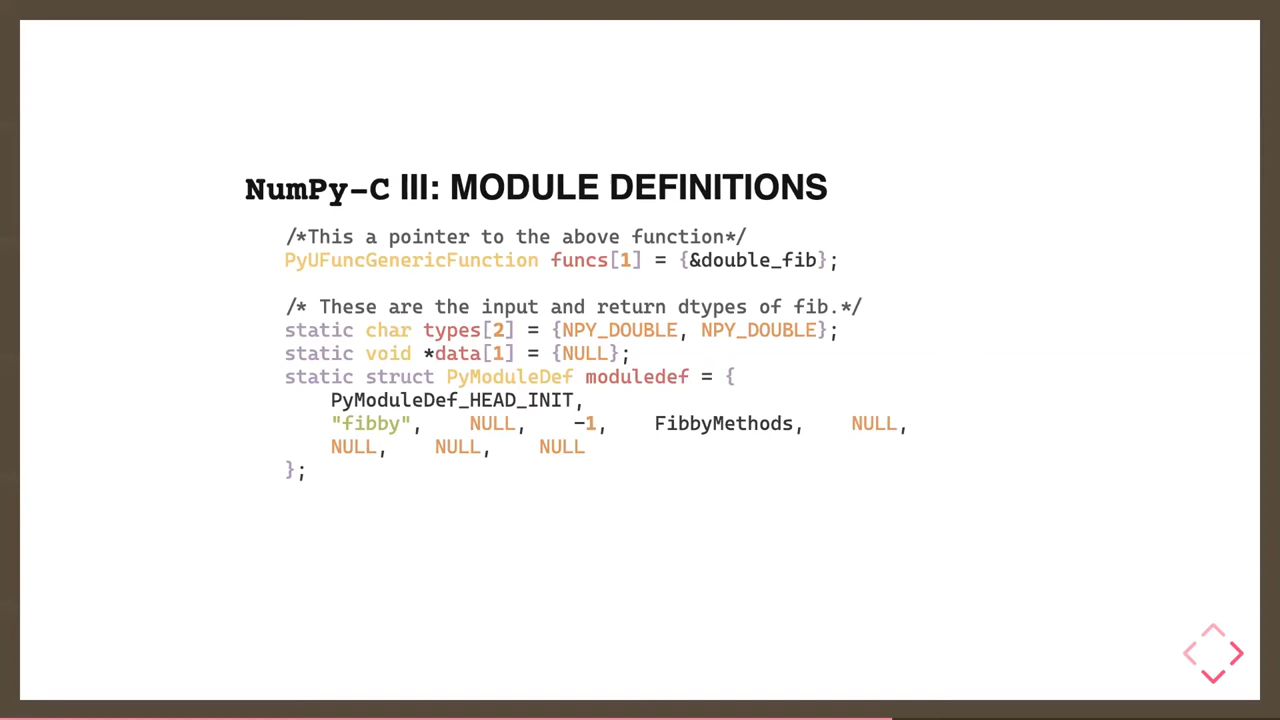 NumPy-C III: MODULE DEFINITIONS
/*This a pointer to the above function*/
PyUFuncGenericFunction funcs[1] = {&double_fib};
/* These are the input and return dtypes of fib.*/
static char types[2] = {NPY_DOUBLE, NPY_DOUBLE};
static void *data[1] = {NULL};
static struct PyModuleDef moduledef = {
    PyModuleDef_HEAD_INIT,
    "fibby",    NULL,    -1,    FibbyMethods,    NULL,
    NULL,    NULL,    NULL
};